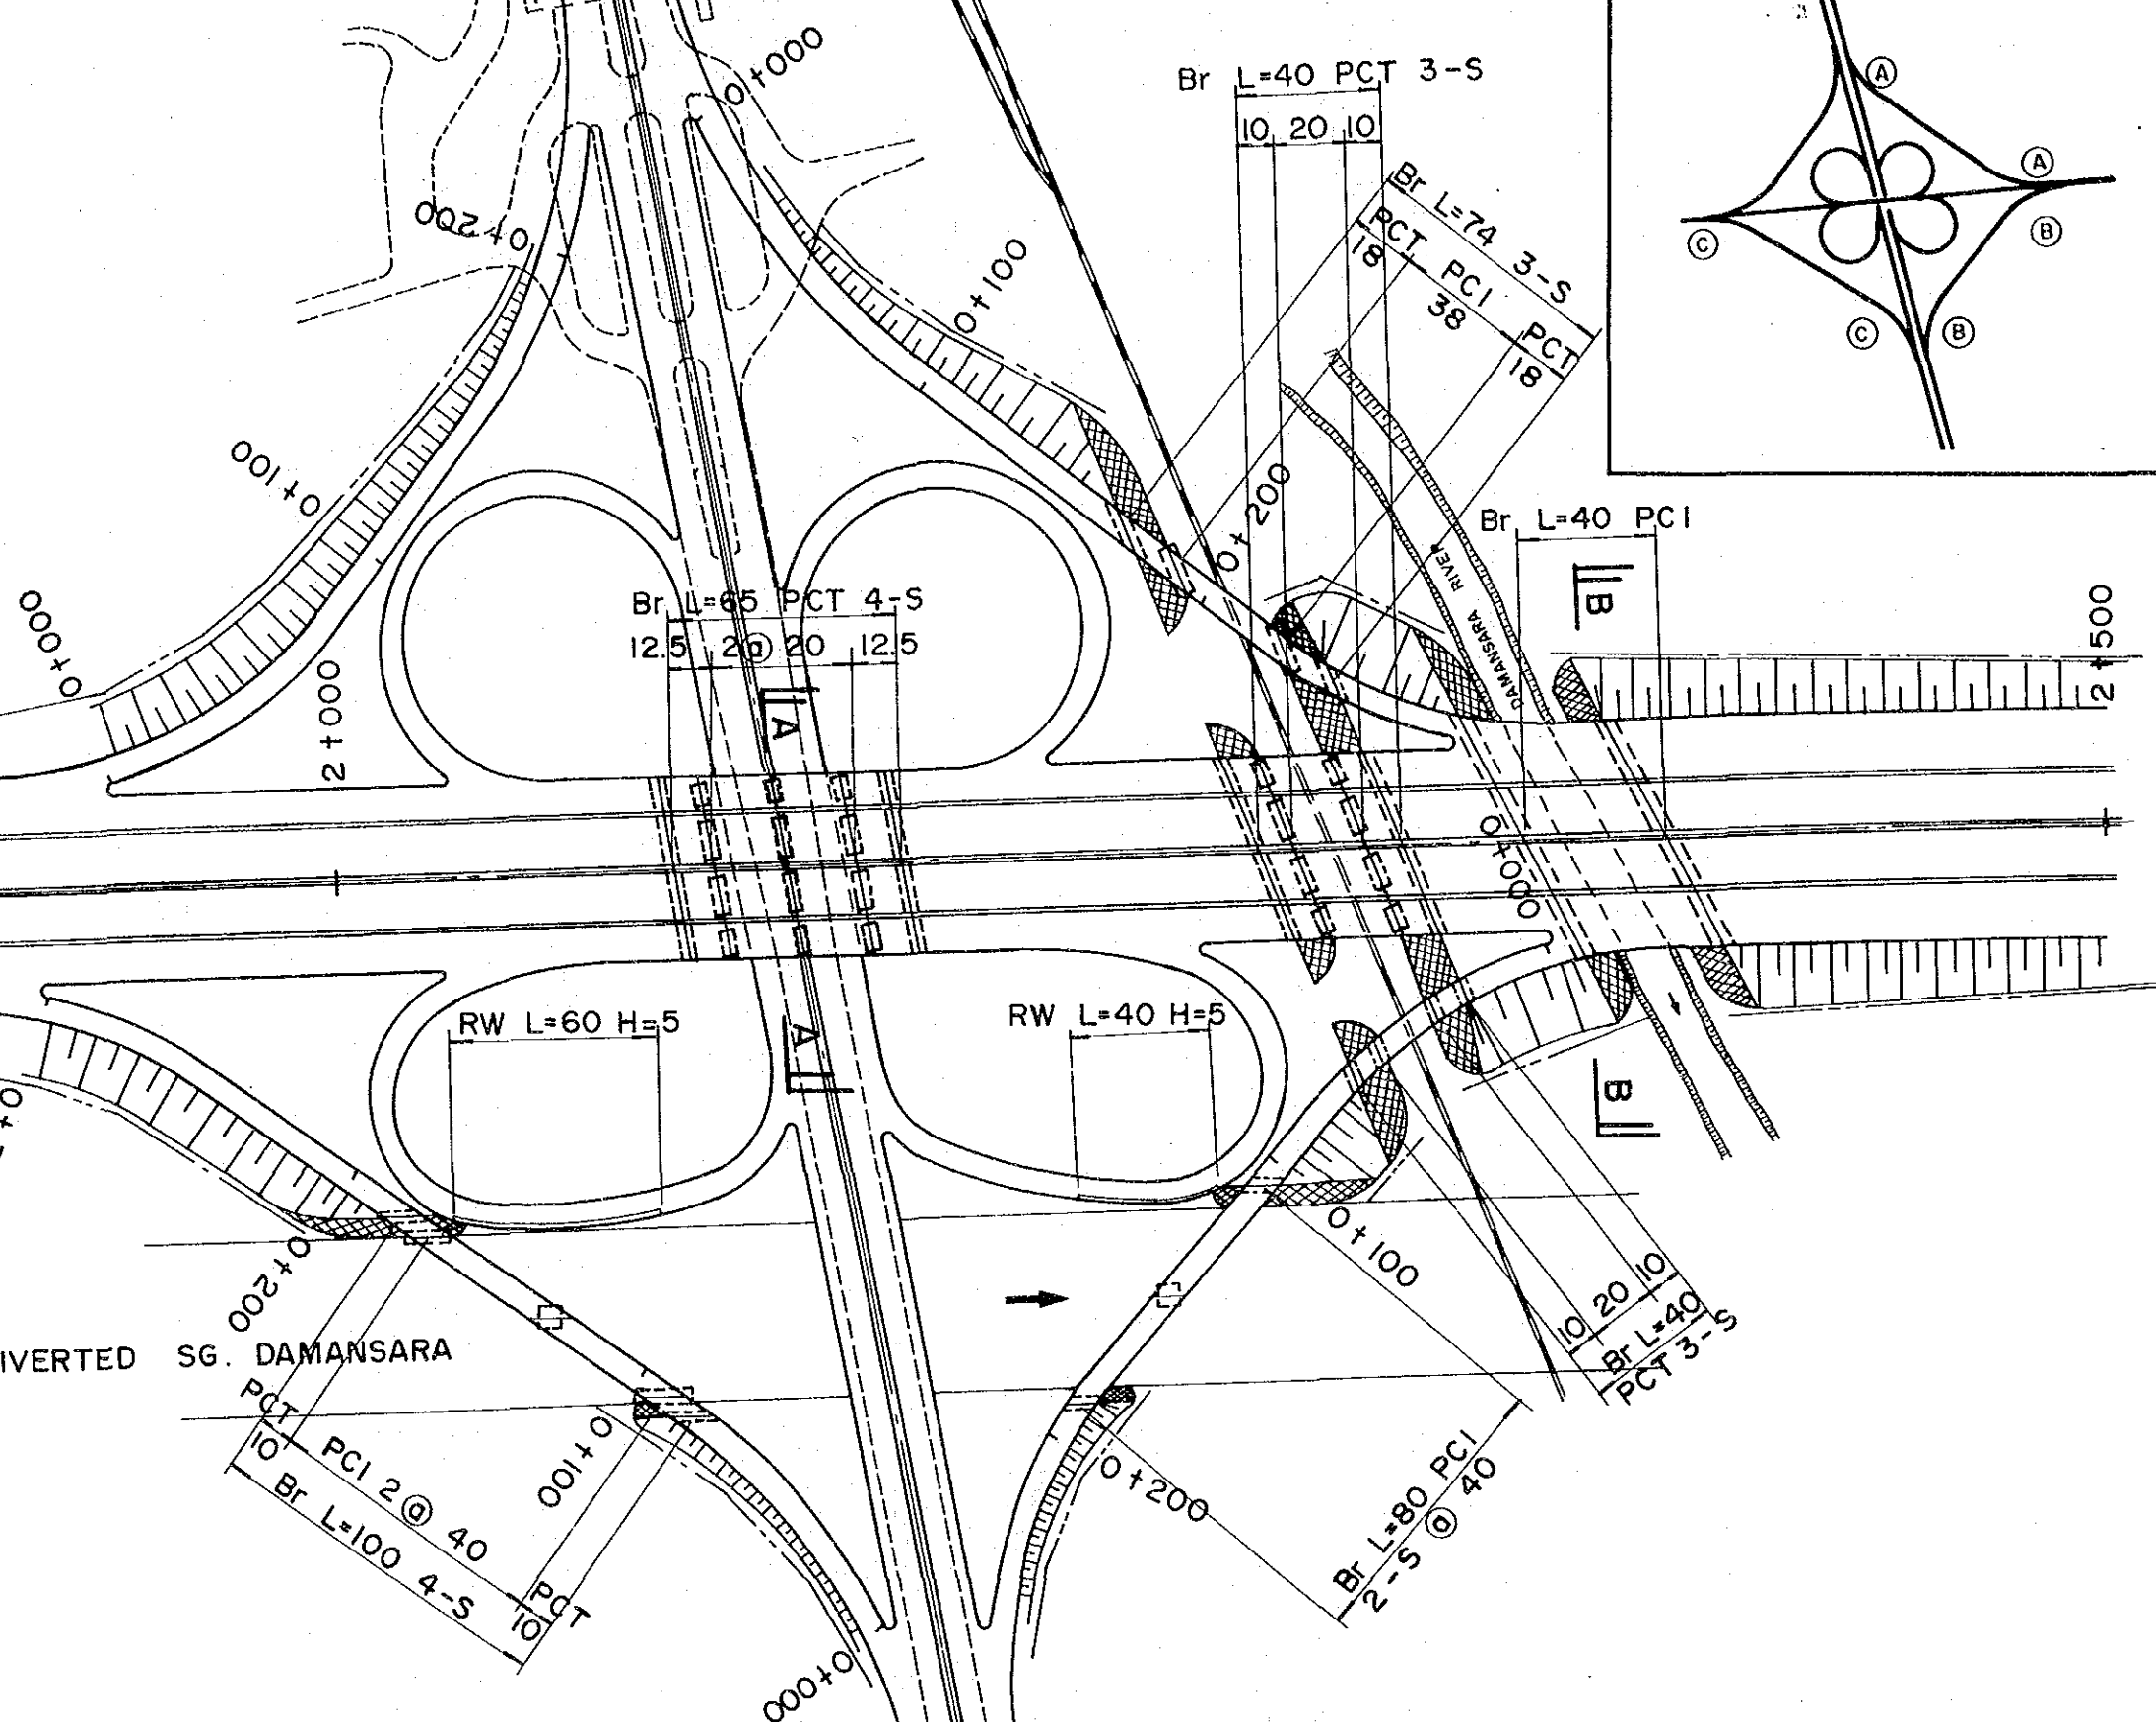 0+000
Br L=40 PCT 3-S
10 20 10
Br L=74 3-S
PCT PCI PCT
18 38 18
A
A
B
C
C
B
0+200
0+100
0+100
0+200
Br L=40 PCI
B
DAMANSARA RIVER
0+000
2+000
2+500
Br L=65 PCT 4-S
12.5 2@ 20 12.5
A
0+000
RW L=60 H=5
RW L=40 H=5
A
B
0+200
0+100
IVERTED SG. DAMANSARA
10 20 10
Br L=40
PCT 3-S
PCT
10
PCI 2@ 40
PCT
10
Br L=100 4-S
0+100
0+200
Br L=80 PCI
2-S @ 40
0+000